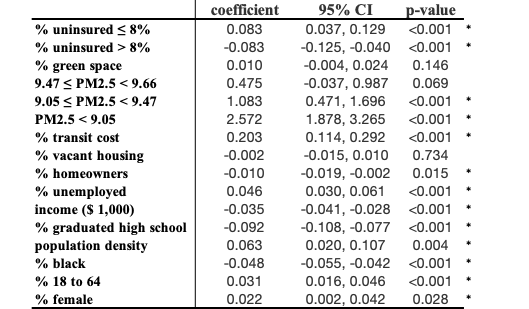 coefficient 95% CI p-value
% uninsured ≤ 8% 0.083 0.037, 0.129 <0.001 *
% uninsured > 8% -0.083 -0.125, -0.040 <0.001 *
% green space 0.010 -0.004, 0.024 0.146
9.47 ≤ PM2.5 < 9.66 0.475 -0.037, 0.987 0.069
9.05 ≤ PM2.5 < 9.47 1.083 0.471, 1.696 <0.001 *
PM2.5 < 9.05 2.572 1.878, 3.265 <0.001 *
% transit cost 0.203 0.114, 0.292 <0.001 *
% vacant housing -0.002 -0.015, 0.010 0.734
% homeowners -0.010 -0.019, -0.002 0.015 *
% unemployed 0.046 0.030, 0.061 <0.001 *
income ($ 1,000) -0.035 -0.041, -0.028 <0.001 *
% graduated high school -0.092 -0.108, -0.077 <0.001 *
population density 0.063 0.020, 0.107 0.004 *
% black -0.048 -0.055, -0.042 <0.001 *
% 18 to 64 0.031 0.016, 0.046 <0.001 *
% female 0.022 0.002, 0.042 0.028 *